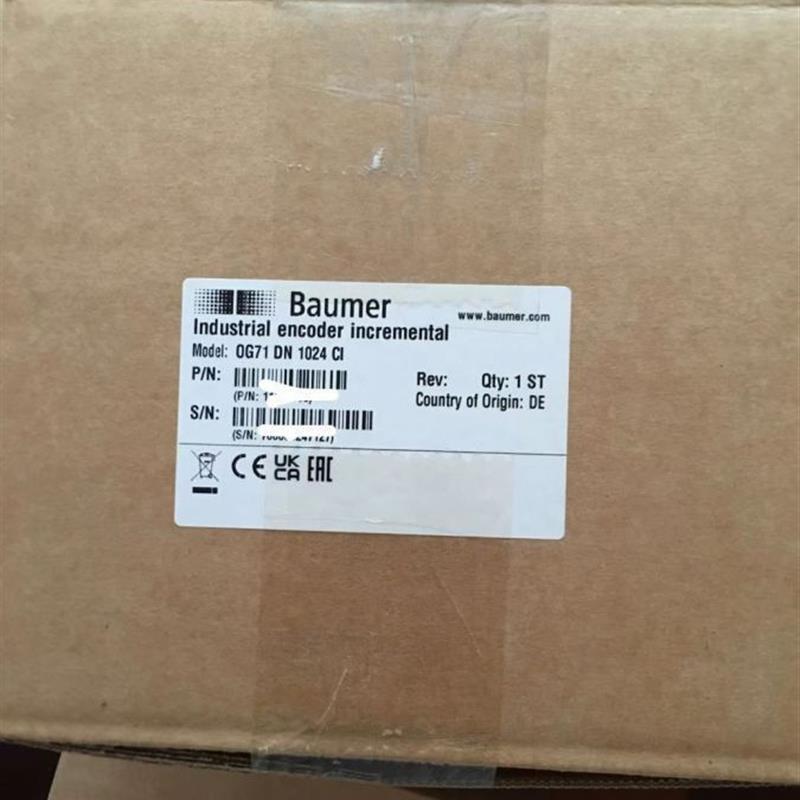 Baumer
www.baumer.com
Industrial encoder incremental
Model: OG71 DN 1024 CI
P/N:
(P/N:
Rev: Qty: 1 ST
Country of Origin: DE
S/N:
(S/N:
CE UK CA EAC